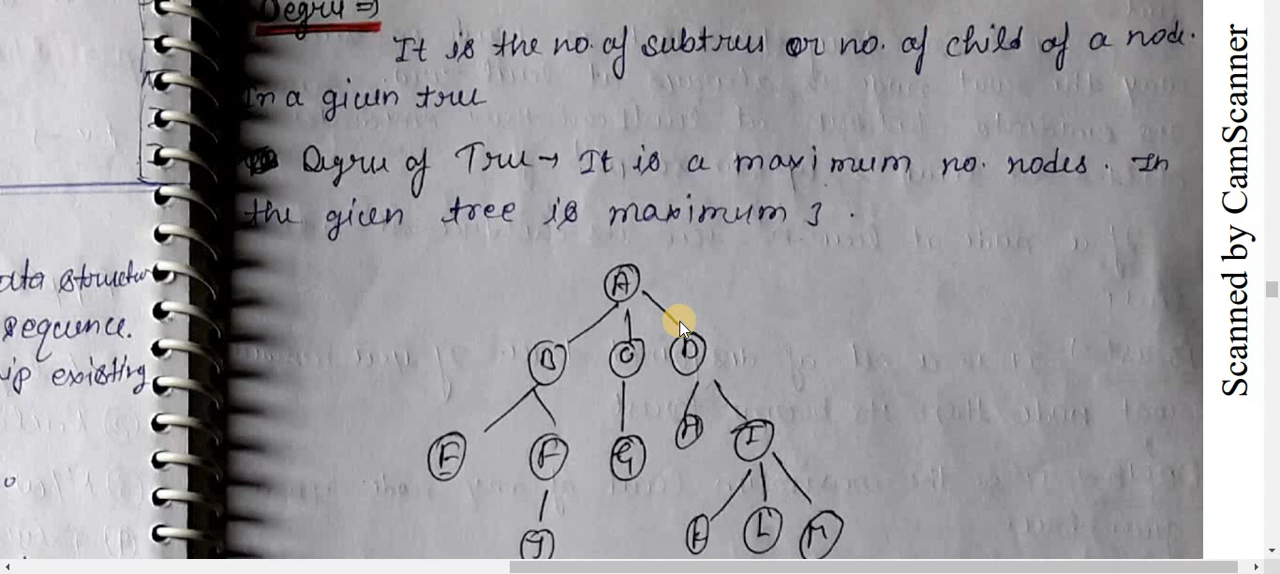 Degree ⇒
It is the no. of subtrees or no. of child of a node.
In a given tree
Degree of Tree → It is a maximum no. nodes. In
the given tree is maximum 3.
ata structur
sequence.
ip existing
A
B C D
E F G H I
J K L M
Scanned by CamScanner